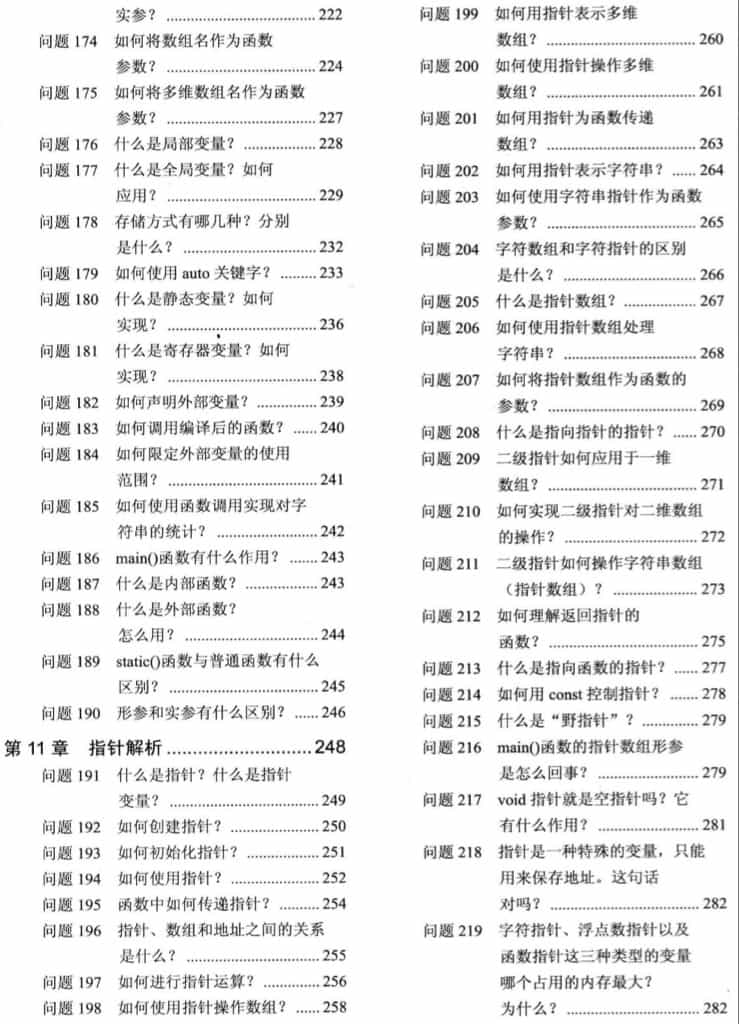 实参？ ................................ 222
问题 174 如何将数组名作为函数
参数？ ................................ 224
问题 175 如何将多维数组名作为函数
参数？ ................................ 227
问题 176 什么是局部变量？ ................ 228
问题 177 什么是全局变量？如何
应用？ ................................ 229
问题 178 存储方式有哪几种？分别
是什么？ ............................ 232
问题 179 如何使用 auto 关键字？ ........ 233
问题 180 什么是静态变量？如何
实现？ ................................ 236
问题 181 什么是寄存器变量？如何
实现？ ................................ 238
问题 182 如何声明外部变量？ ............. 239
问题 183 如何调用编译后的函数？ ...... 240
问题 184 如何限定外部变量的使用
范围？ ................................ 241
问题 185 如何使用函数调用实现对字
符串的统计？ ..................... 242
问题 186 main()函数有什么作用？ ...... 243
问题 187 什么是内部函数？ ................ 243
问题 188 什么是外部函数？
怎么用？ ............................ 244
问题 189 static()函数与普通函数有什么
区别？ ................................ 245
问题 190 形参和实参有什么区别？ ...... 246
第 11 章 指针解析 .......................... 248
问题 191 什么是指针？什么是指针
变量？ ................................ 249
问题 192 如何创建指针？ ................... 250
问题 193 如何初始化指针？ ................ 251
问题 194 如何使用指针？ ................... 252
问题 195 函数中如何传递指针？ ......... 254
问题 196 指针、数组和地址之间的关系
是什么？ ............................ 255
问题 197 如何进行指针运算？ ............. 256
问题 198 如何使用指针操作数组？ ...... 258
问题 199 如何用指针表示多维
数组？ ................................ 260
问题 200 如何使用指针操作多维
数组？ ................................ 261
问题 201 如何用指针为函数传递
数组？ ................................ 263
问题 202 如何用指针表示字符串？ ...... 264
问题 203 如何使用字符串指针作为函数
参数？ ................................ 265
问题 204 字符数组和字符指针的区别
是什么？ ............................ 266
问题 205 什么是指针数组？ ................ 267
问题 206 如何使用指针数组处理
字符串？ ............................ 268
问题 207 如何将指针数组作为函数的
参数？ ................................ 269
问题 208 什么是指向指针的指针？ ...... 270
问题 209 二级指针如何应用于一维
数组？ ................................ 271
问题 210 如何实现二级指针对二维数组
的操作？ ............................ 272
问题 211 二级指针如何操作字符串数组
（指针数组）？ .................. 273
问题 212 如何理解返回指针的
函数？ ................................ 275
问题 213 什么是指向函数的指针？ ...... 277
问题 214 如何用 const 控制指针？ ....... 278
问题 215 什么是“野指针”？ ............ 279
问题 216 main()函数的指针数组形参
是怎么回事？ ..................... 279
问题 217 void 指针就是空指针吗？它
有什么作用？ ..................... 281
问题 218 指针是一种特殊的变量，只能
用来保存地址。这句话
对吗？ ................................ 282
问题 219 字符指针、浮点数指针以及
函数指针这三种类型的变量
哪个占用的内存最大？
为什么？ ............................ 282